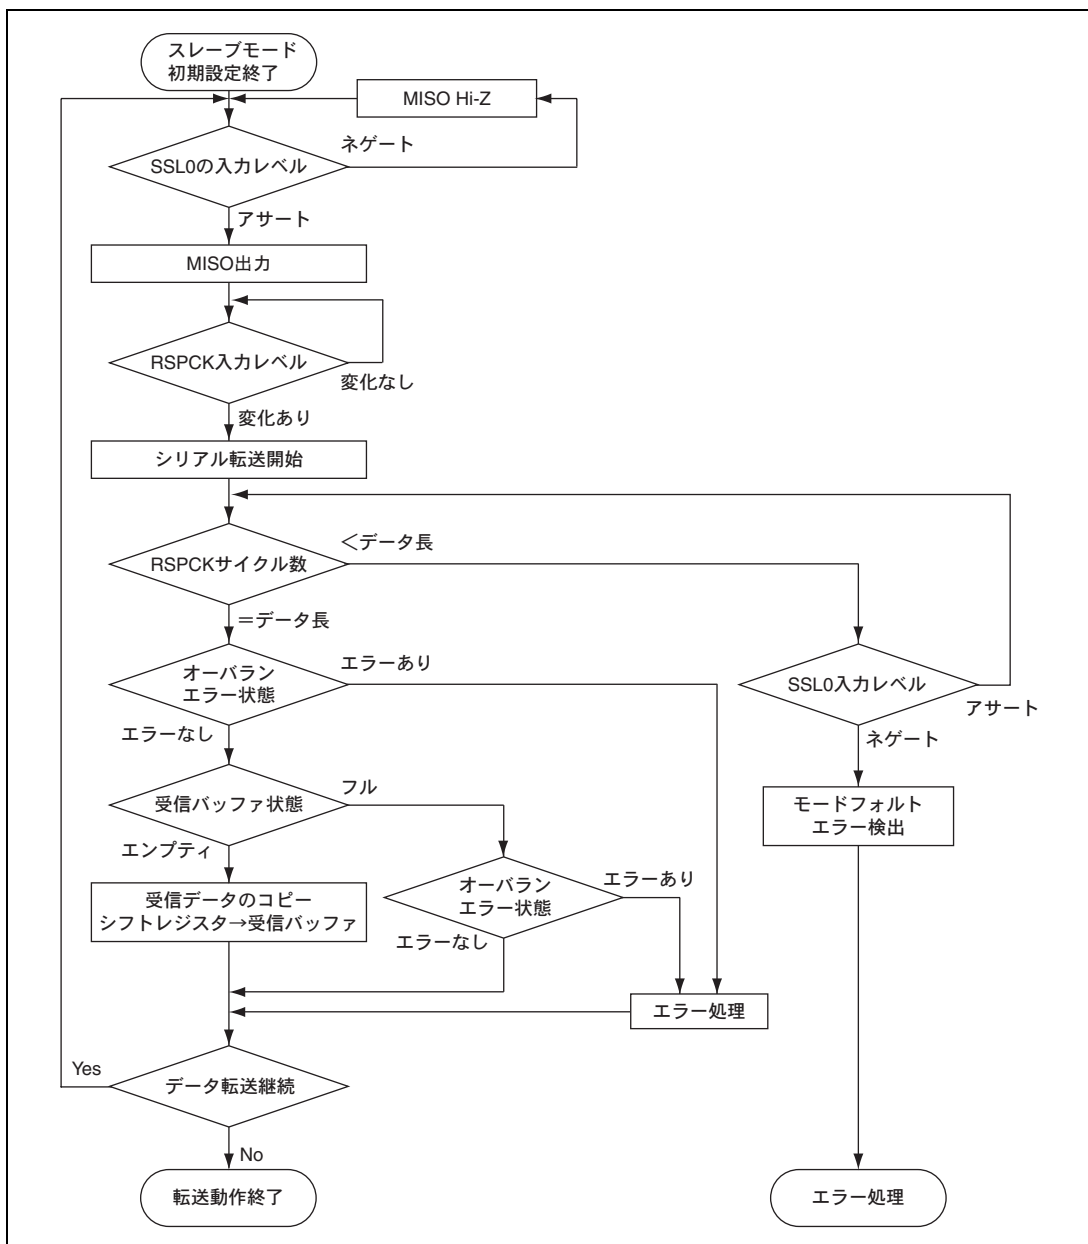 スレーブモード
初期設定終了
MISO Hi-Z
ネゲート
SSL0の入力レベル
アサート
MISO出力
RSPCK入力レベル
変化なし
変化あり
シリアル転送開始
<データ長
RSPCKサイクル数
=データ長
オーバラン
エラー状態
エラーあり
SSL0入力レベル
アサート
エラーなし
ネゲート
受信バッファ状態
フル
モードフォルト
エラー検出
エンプティ
オーバラン
エラー状態
エラーあり
受信データのコピー
シフトレジスタ→受信バッファ
エラーなし
エラー処理
Yes
データ転送継続
No
転送動作終了
エラー処理